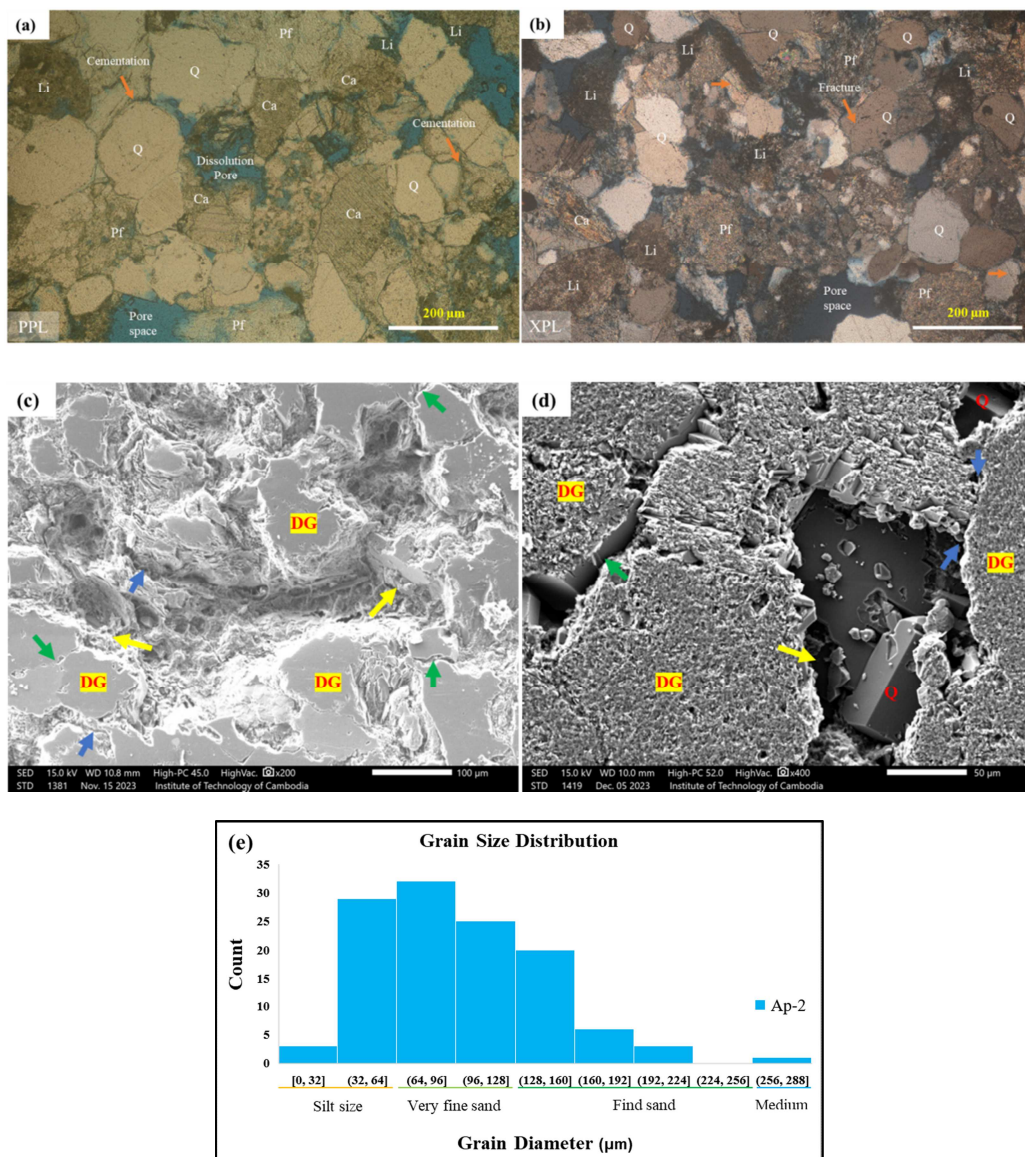 (a)
Pf
Li
Li
Cementation
Q
Li
Ca
Ca
Cementation
Q
Dissolution
Pore
Q
Ca
Ca
Pf
Pore
space
Pf
PPL
200 µm
(b)
Q
Li
Q
Pf
Li
Fracture
Li
Q
Q
Q
Li
Ca
Pf
Q
Li
Li
Pore
space
Pf
XPL
200 µm
(c)
DG
DG
DG
SED 15.0 kV WD 10.8 mm High-PC 45.0 HighVac. x200 100 µm
STD 1381 Nov. 15 2023 Institute of Technology of Cambodia
(d)
Q
DG
DG
DG
Q
SED 15.0 kV WD 10.0 mm High-PC 52.0 HighVac. x400 50 µm
STD 1419 Dec. 05 2023 Institute of Technology of Cambodia
(e)
Grain Size Distribution
35
30
25
20
15
10
5
0
Count
Ap-2
[0, 32] (32, 64] (64, 96] (96, 128] (128, 160] (160, 192] (192, 224] (224, 256] (256, 288]
Silt size Very fine sand Find sand Medium
Grain Diameter (µm)